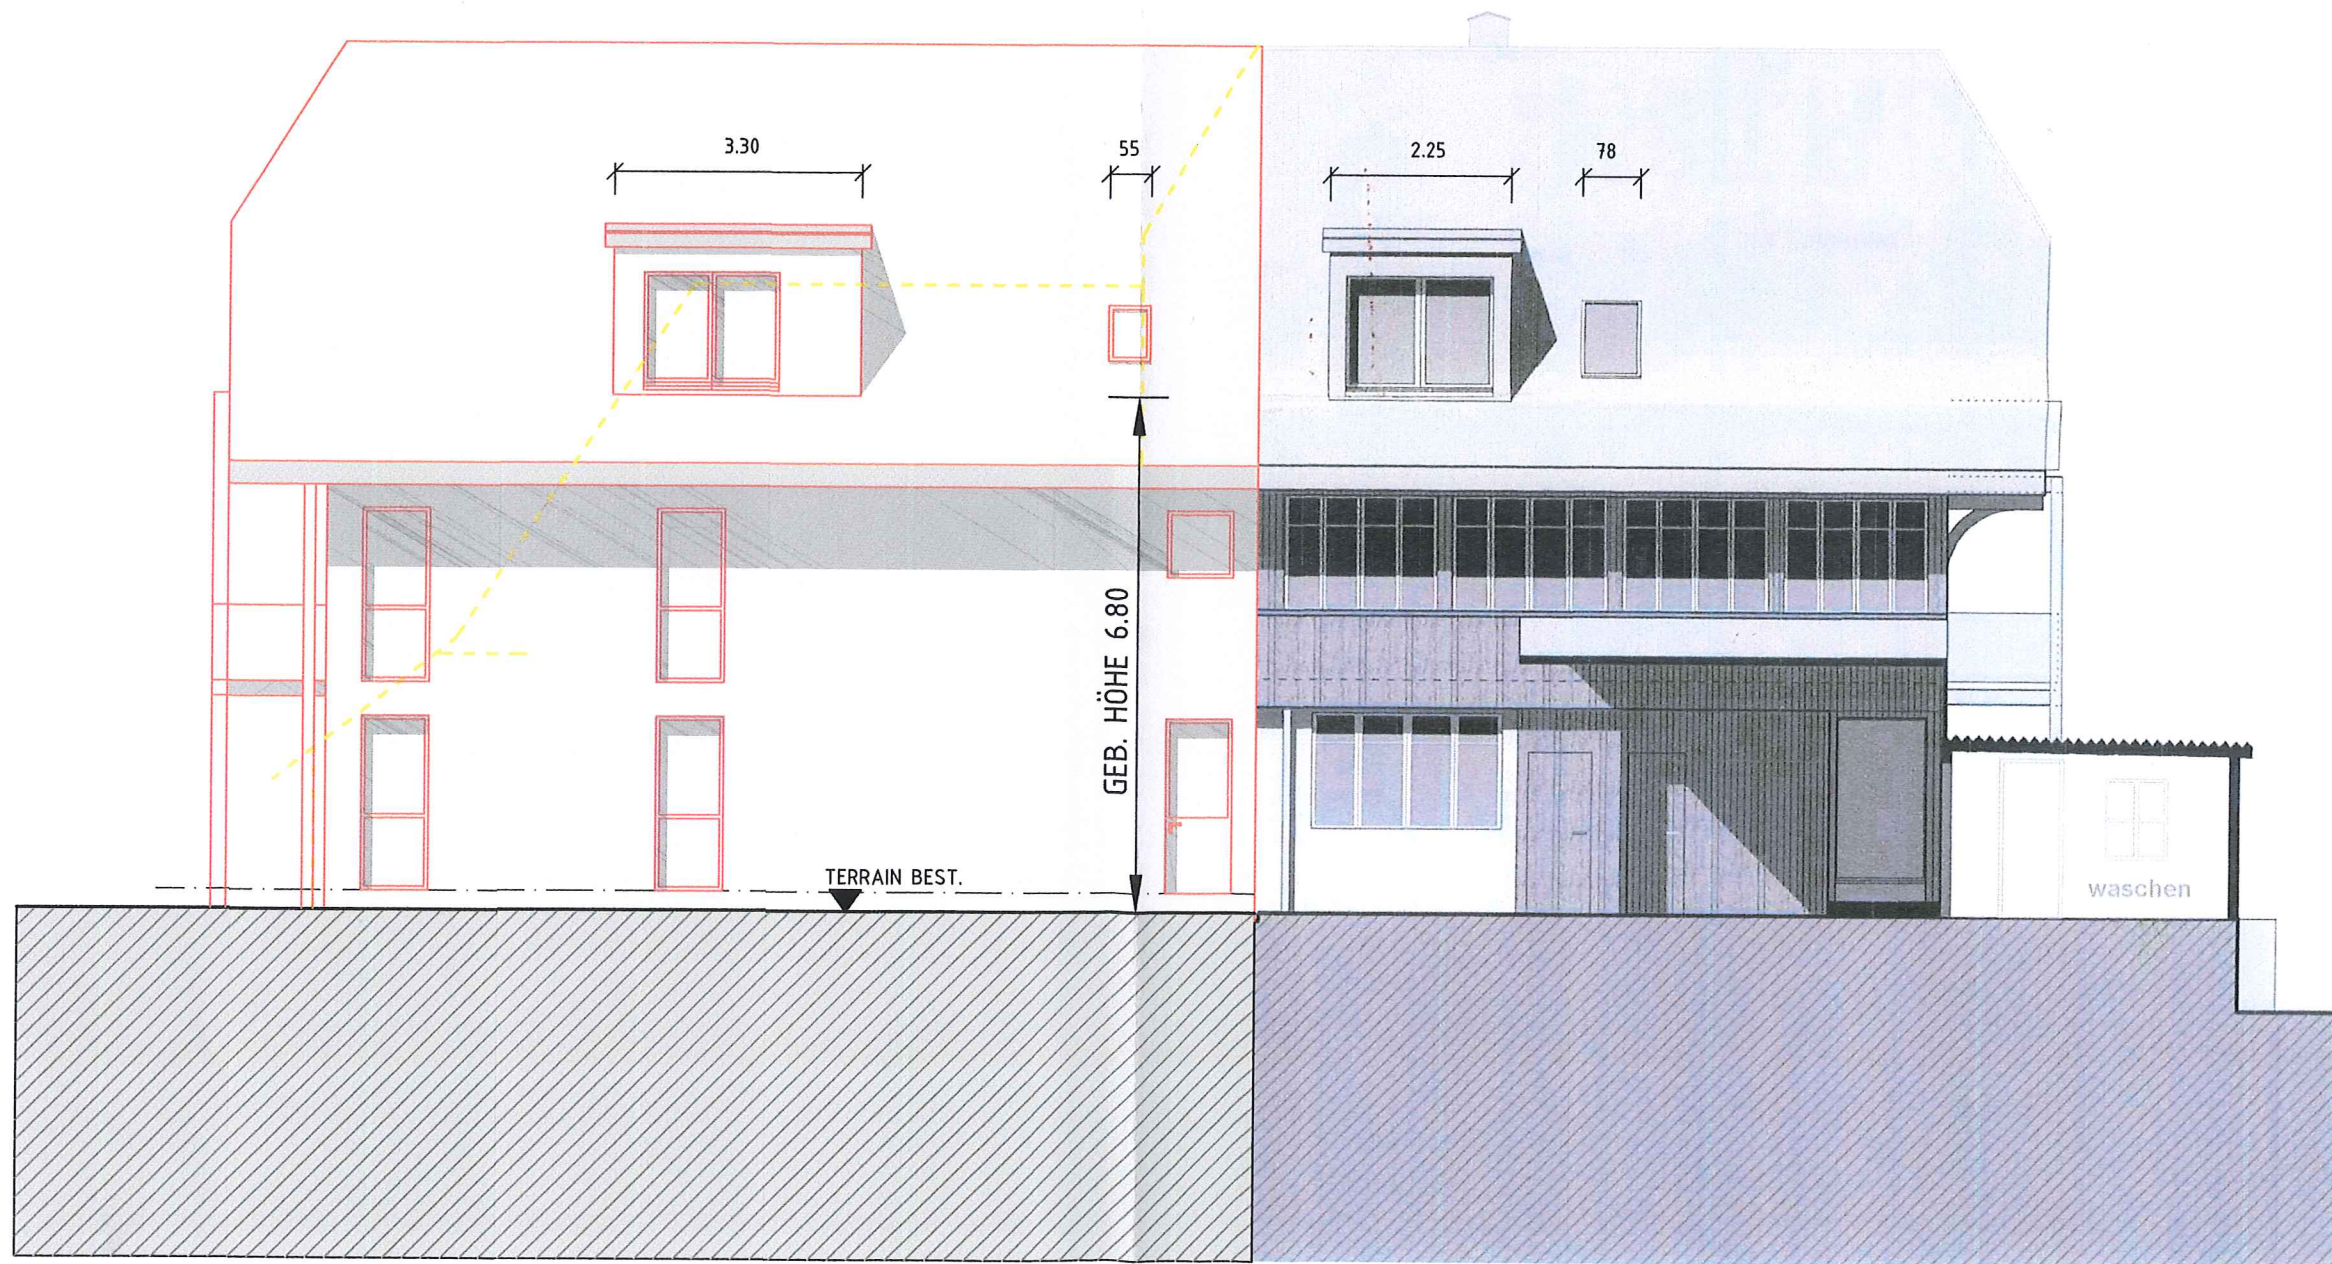 3.30
55
2.25
78
GEB. HÖHE 6.80
TERRAIN BEST.
waschen